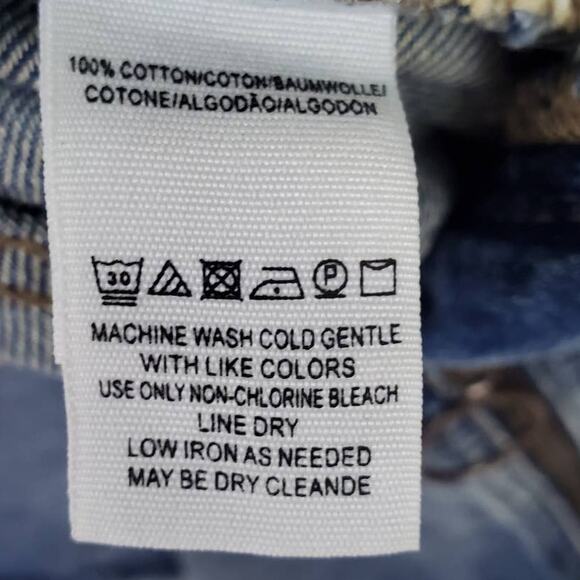 100% COTTON/COTON/BAUMWOLLE/
COTONE/ALGODÃO/ALGODON
30 P
MACHINE WASH COLD GENTLE
WITH LIKE COLORS
USE ONLY NON-CHLORINE BLEACH
LINE DRY
LOW IRON AS NEEDED
MAY BE DRY CLEANDE